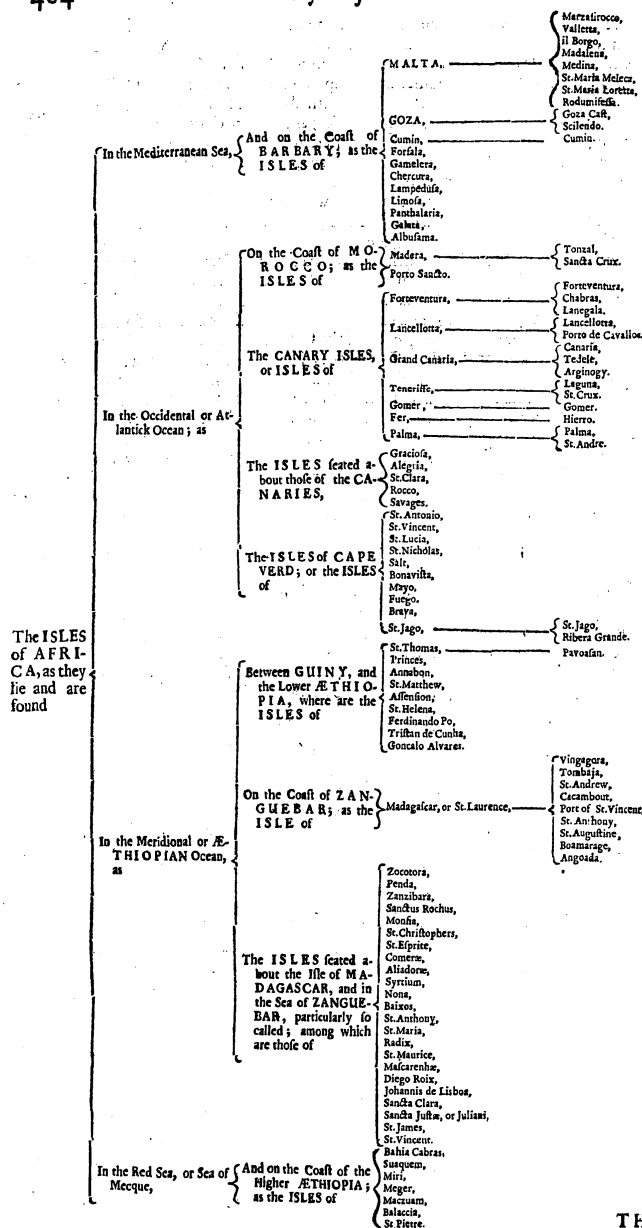 The ISLES
of AFRI-
CA, as they
lie and are
found
In the Mediterranean Sea,
And on the Coast of
BARBARY; as the
ISLES of
MALTA,
Marzatirocco,
Valletta,
il Borgo,
Madalena,
Medina,
St.Maria Meleca,
St.Maria Loretta,
Rodumifeſſa.
GOZA,
Goza Caſt,
Scilendo.
Cumin,
Cumin.
Forſala,
Gamelera,
Chercura,
Lampéduſa,
Limoſa,
Panthalaria,
Galata,
Albuſama.
In the Occidental or At-
lantick Ocean; as
On the Coaſt of MO-
ROCCO; as the
ISLES of
Madera,
Tonzal,
Sancta Crux.
Porto Sancto.
The CANARY ISLES,
or ISLES of
Forteventura,
Forteventura,
Chabras,
Lanegala.
Lancellotta,
Lancellotta,
Porto de Cavallos.
Grand Canaria,
Canaria,
Tedele,
Arginogy.
Teneriffe,
Laguna,
St.Crux.
Gomer,
Gomer.
Fer,
Hierro.
Palma,
Palma,
St.Andre.
The ISLES ſeated a-
bout thoſe of the CA-
NARIES,
Gracioſa,
Alegria,
St.Clara,
Rocco,
Savages.
The ISLES of CAPE
VERD; or the ISLES
of
St.Antonio,
St.Vincent,
St.Lucia,
St.Nicholas,
Salt,
Bonaviſta,
Mayo,
Fuego.
Brava,
St.Jago,
St.Jago,
Ribera Grande.
In the Meridional or Æ-
THIOPIAN Ocean,
as
Between GUINY, and
the Lower ÆTHIO-
PIA, where are the
ISLES of
St.Thomas,
Pavoaſan.
Princes,
Annabon,
St.Matthew,
Aſſenſion,
St.Helena,
Ferdinando Po,
Triſtan de Cunha,
Goncalo Alvares.
On the Coaſt of ZAN-
GUEBAR; as the
ISLE of
Madagaſcar, or St.Laurence,
Vingagora,
Tombaja,
St.Andrew,
Cacambout,
Port of St.Vincent,
St.Anthony,
St.Auguſtine,
Boamarage,
Angoada.
The ISLES ſeated a-
bout the Iſle of MA-
DAGASCAR, and in
the Sea of ZANGUE-
BAR, particularly ſo
called; among which
are thoſe of
Zocotora,
Penda,
Zanzibara,
Sanctus Rochus,
Monfia,
St.Chriſtophers,
St.Eſprite,
Comeræ,
Aliadoræ,
Syrtium,
Nona,
Baixos,
St.Anthony,
St.Maria,
Radix,
St.Maurice,
Maſcarenhæ,
Diego Roix,
Johannis de Lisboa,
Sancta Clara,
Sancta Juſtæ, or Juliani,
St.James,
St.Vincent.
In the Red Sea, or Sea of
Mecque,
And on the Coaſt of the
Higher ÆTHIOPIA;
as the ISLES of
Bahia Cabras,
Suaquem,
Miri,
Meger,
Maczuam,
Balaccia,
St.Pietre.